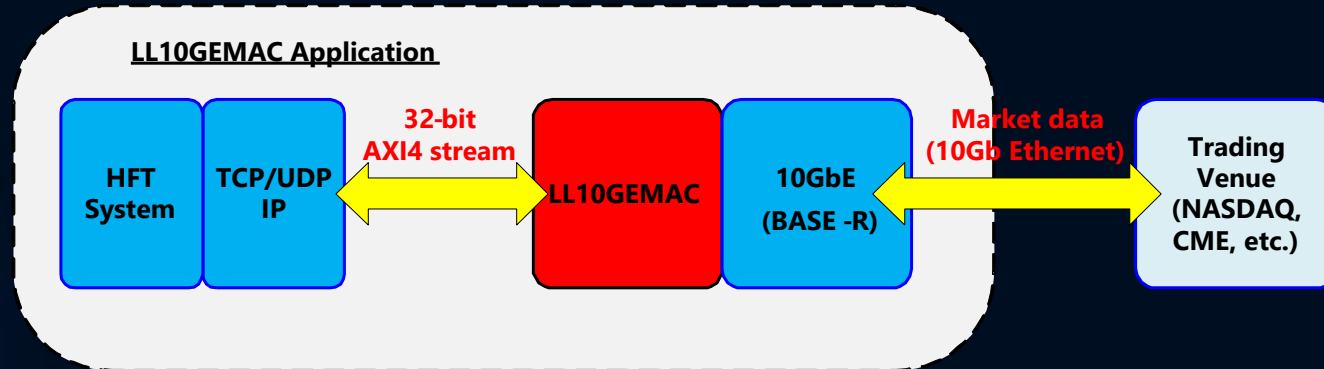 LL10GEMAC Application
HFT
System
TCP/UDP
IP
32-bit
AXI4 stream
LL10GEMAC
10GbE
(BASE -R)
Market data
(10Gb Ethernet)
Trading
Venue
(NASDAQ,
CME, etc.)